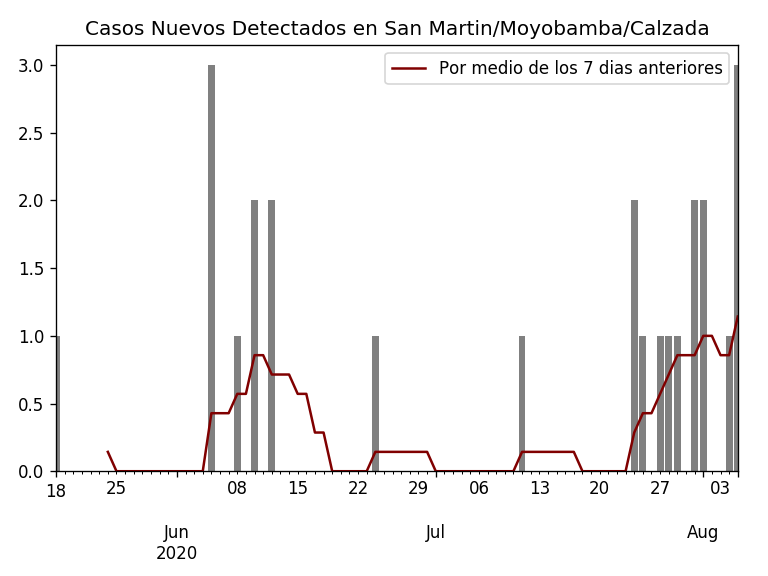 Casos Nuevos Detectados en San Martin/Moyobamba/Calzada
Por medio de los 7 dias anteriores
3.0
2.5
2.0
1.5
1.0
0.5
0.0
18 25 08 15 22 29 06 13 20 27 03
Jun Jul Aug
2020